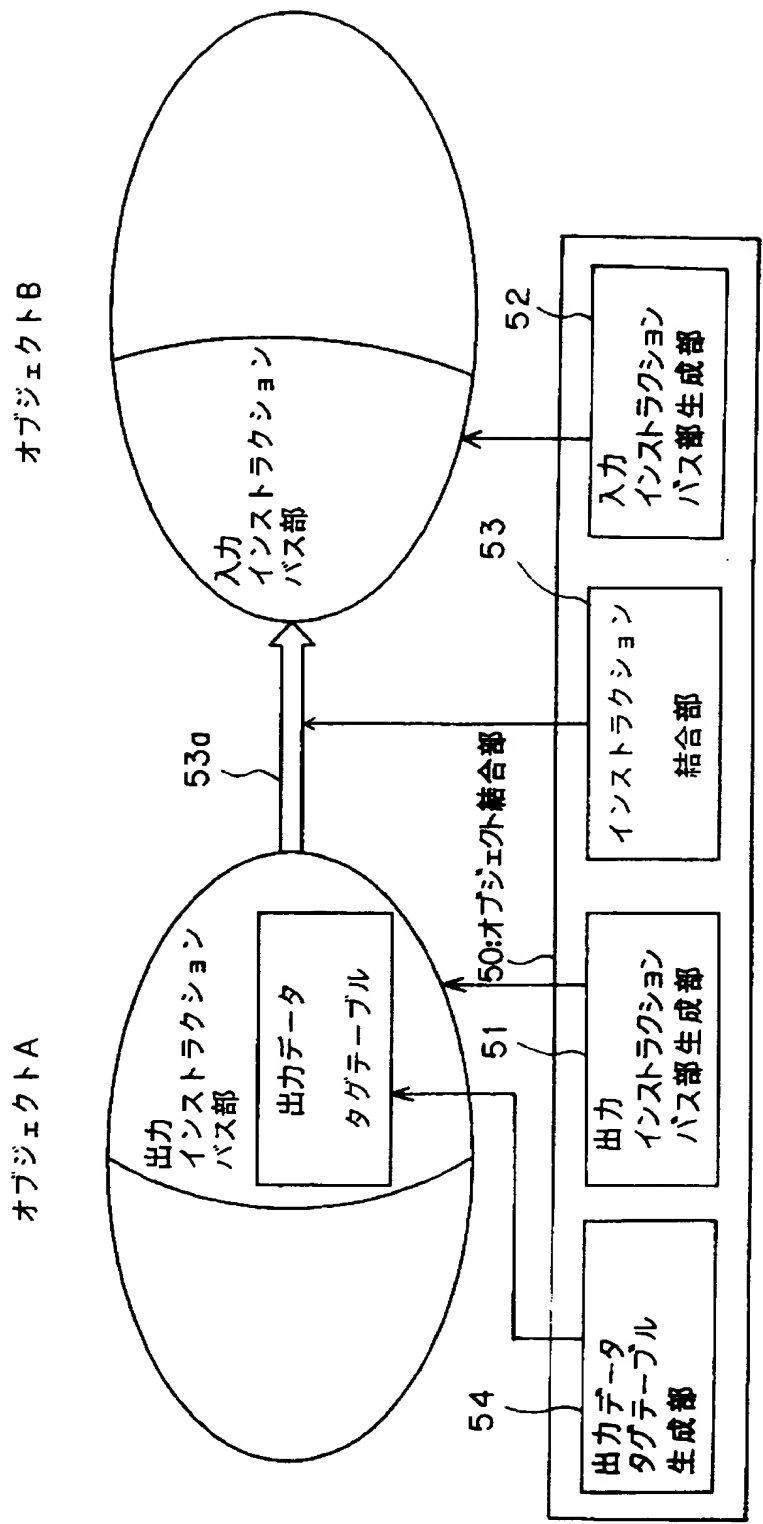 オブジェクトA
オブジェクトB
出力
インストラクション
バス部
出力データ
タグテーブル
53a
入力
インストラクション
バス部
50:オブジェクト結合部
54
出力データ
タグテーブル
生成部
51
出力
インストラクション
バス部生成部
53
インストラクション
結合部
52
入力
インストラクション
バス部生成部